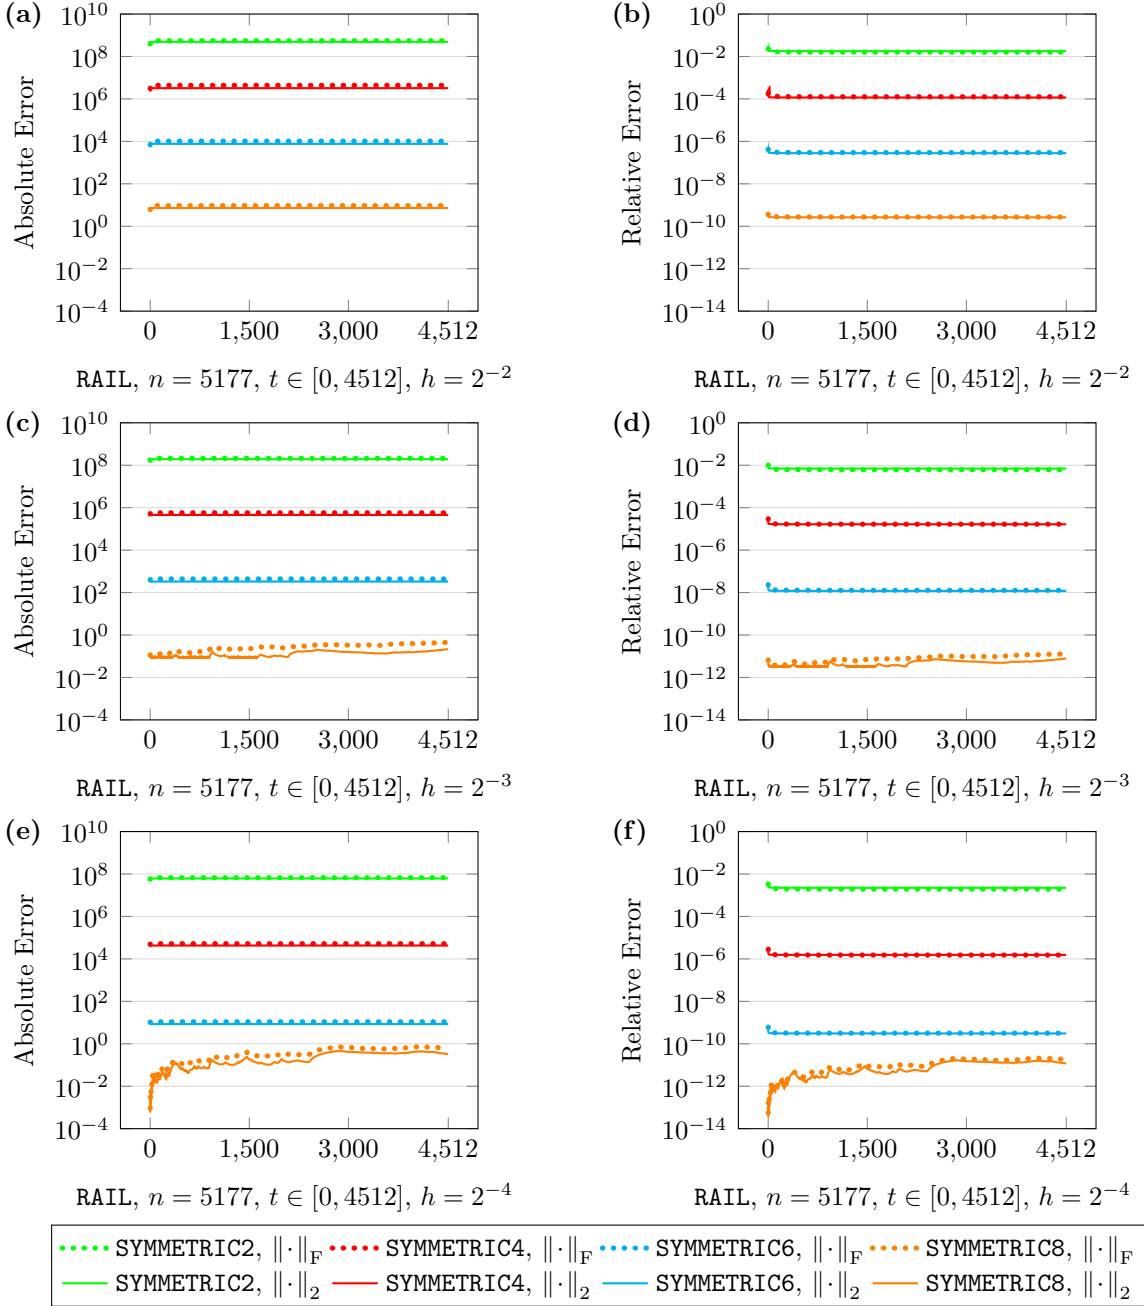 (a)
Absolute Error
10^10
10^8
10^6
10^4
10^2
10^0
10^−2
10^−4
0 1,500 3,000 4,512
RAIL, n = 5177, t ∈ [0, 4512], h = 2^−2
(b)
Relative Error
10^0
10^−2
10^−4
10^−6
10^−8
10^−10
10^−12
10^−14
0 1,500 3,000 4,512
RAIL, n = 5177, t ∈ [0, 4512], h = 2^−2
(c)
Absolute Error
10^10
10^8
10^6
10^4
10^2
10^0
10^−2
10^−4
0 1,500 3,000 4,512
RAIL, n = 5177, t ∈ [0, 4512], h = 2^−3
(d)
Relative Error
10^0
10^−2
10^−4
10^−6
10^−8
10^−10
10^−12
10^−14
0 1,500 3,000 4,512
RAIL, n = 5177, t ∈ [0, 4512], h = 2^−3
(e)
Absolute Error
10^10
10^8
10^6
10^4
10^2
10^0
10^−2
10^−4
0 1,500 3,000 4,512
RAIL, n = 5177, t ∈ [0, 4512], h = 2^−4
(f)
Relative Error
10^0
10^−2
10^−4
10^−6
10^−8
10^−10
10^−12
10^−14
0 1,500 3,000 4,512
RAIL, n = 5177, t ∈ [0, 4512], h = 2^−4
SYMMETRIC2, ‖·‖_F SYMMETRIC4, ‖·‖_F SYMMETRIC6, ‖·‖_F SYMMETRIC8, ‖·‖_F
SYMMETRIC2, ‖·‖_2 SYMMETRIC4, ‖·‖_2 SYMMETRIC6, ‖·‖_2 SYMMETRIC8, ‖·‖_2